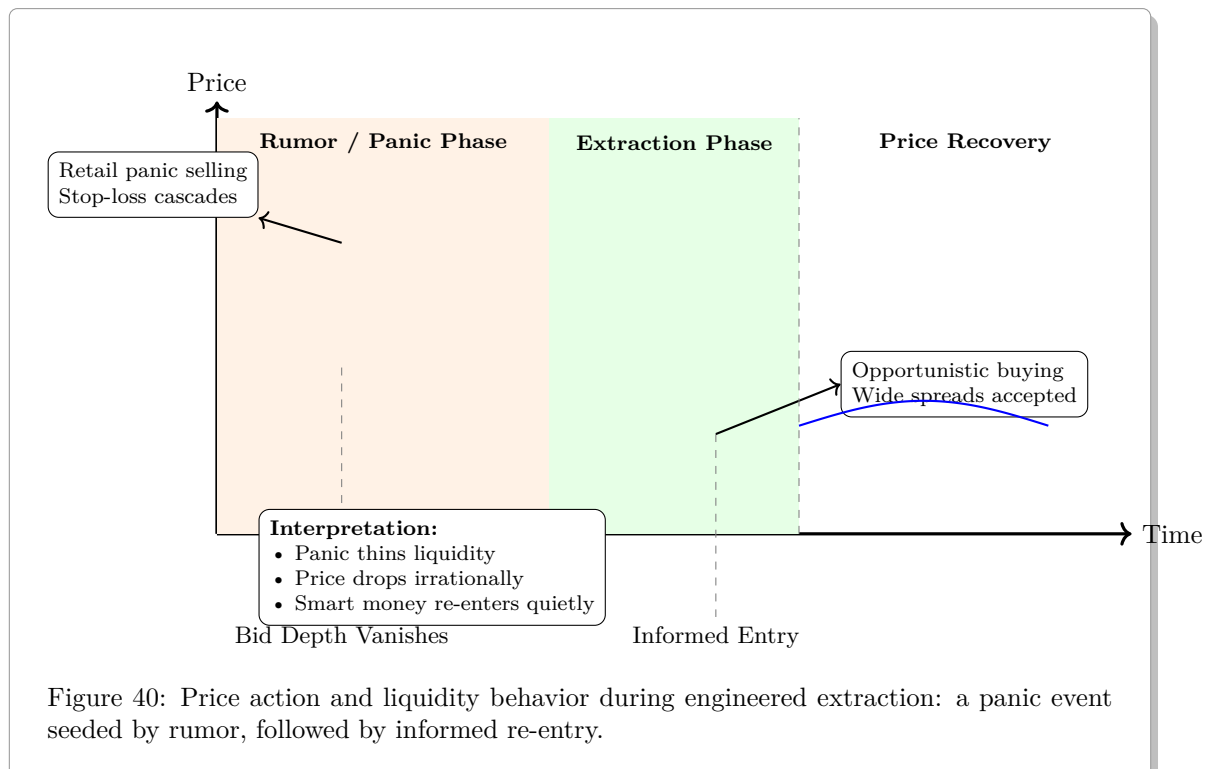 Price
Rumor / Panic Phase
Extraction Phase
Price Recovery
Retail panic selling
Stop-loss cascades
Opportunistic buying
Wide spreads accepted
Time
Interpretation:
• Panic thins liquidity
• Price drops irrationally
• Smart money re-enters quietly
Bid Depth Vanishes
Informed Entry
Figure 40: Price action and liquidity behavior during engineered extraction: a panic event
seeded by rumor, followed by informed re-entry.